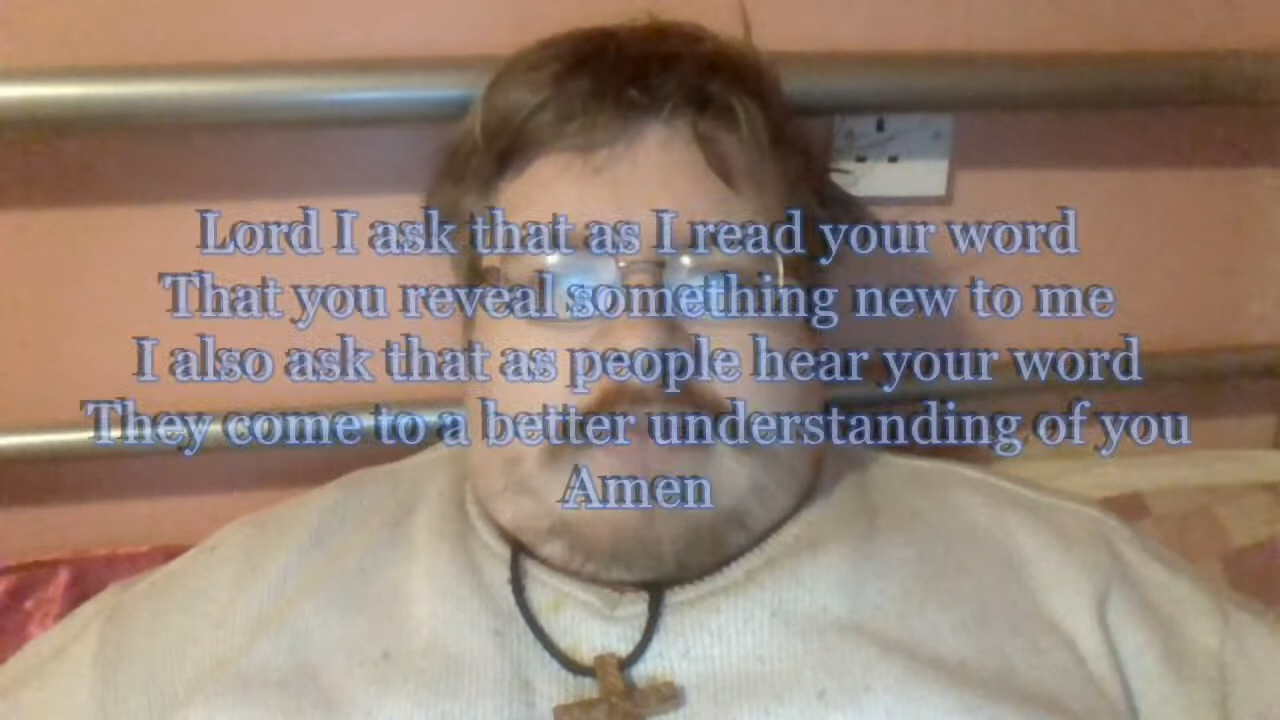 Lord I ask that as I read your word
That you reveal something new to me
I also ask that as people hear your word
They come to a better understanding of you
Amen